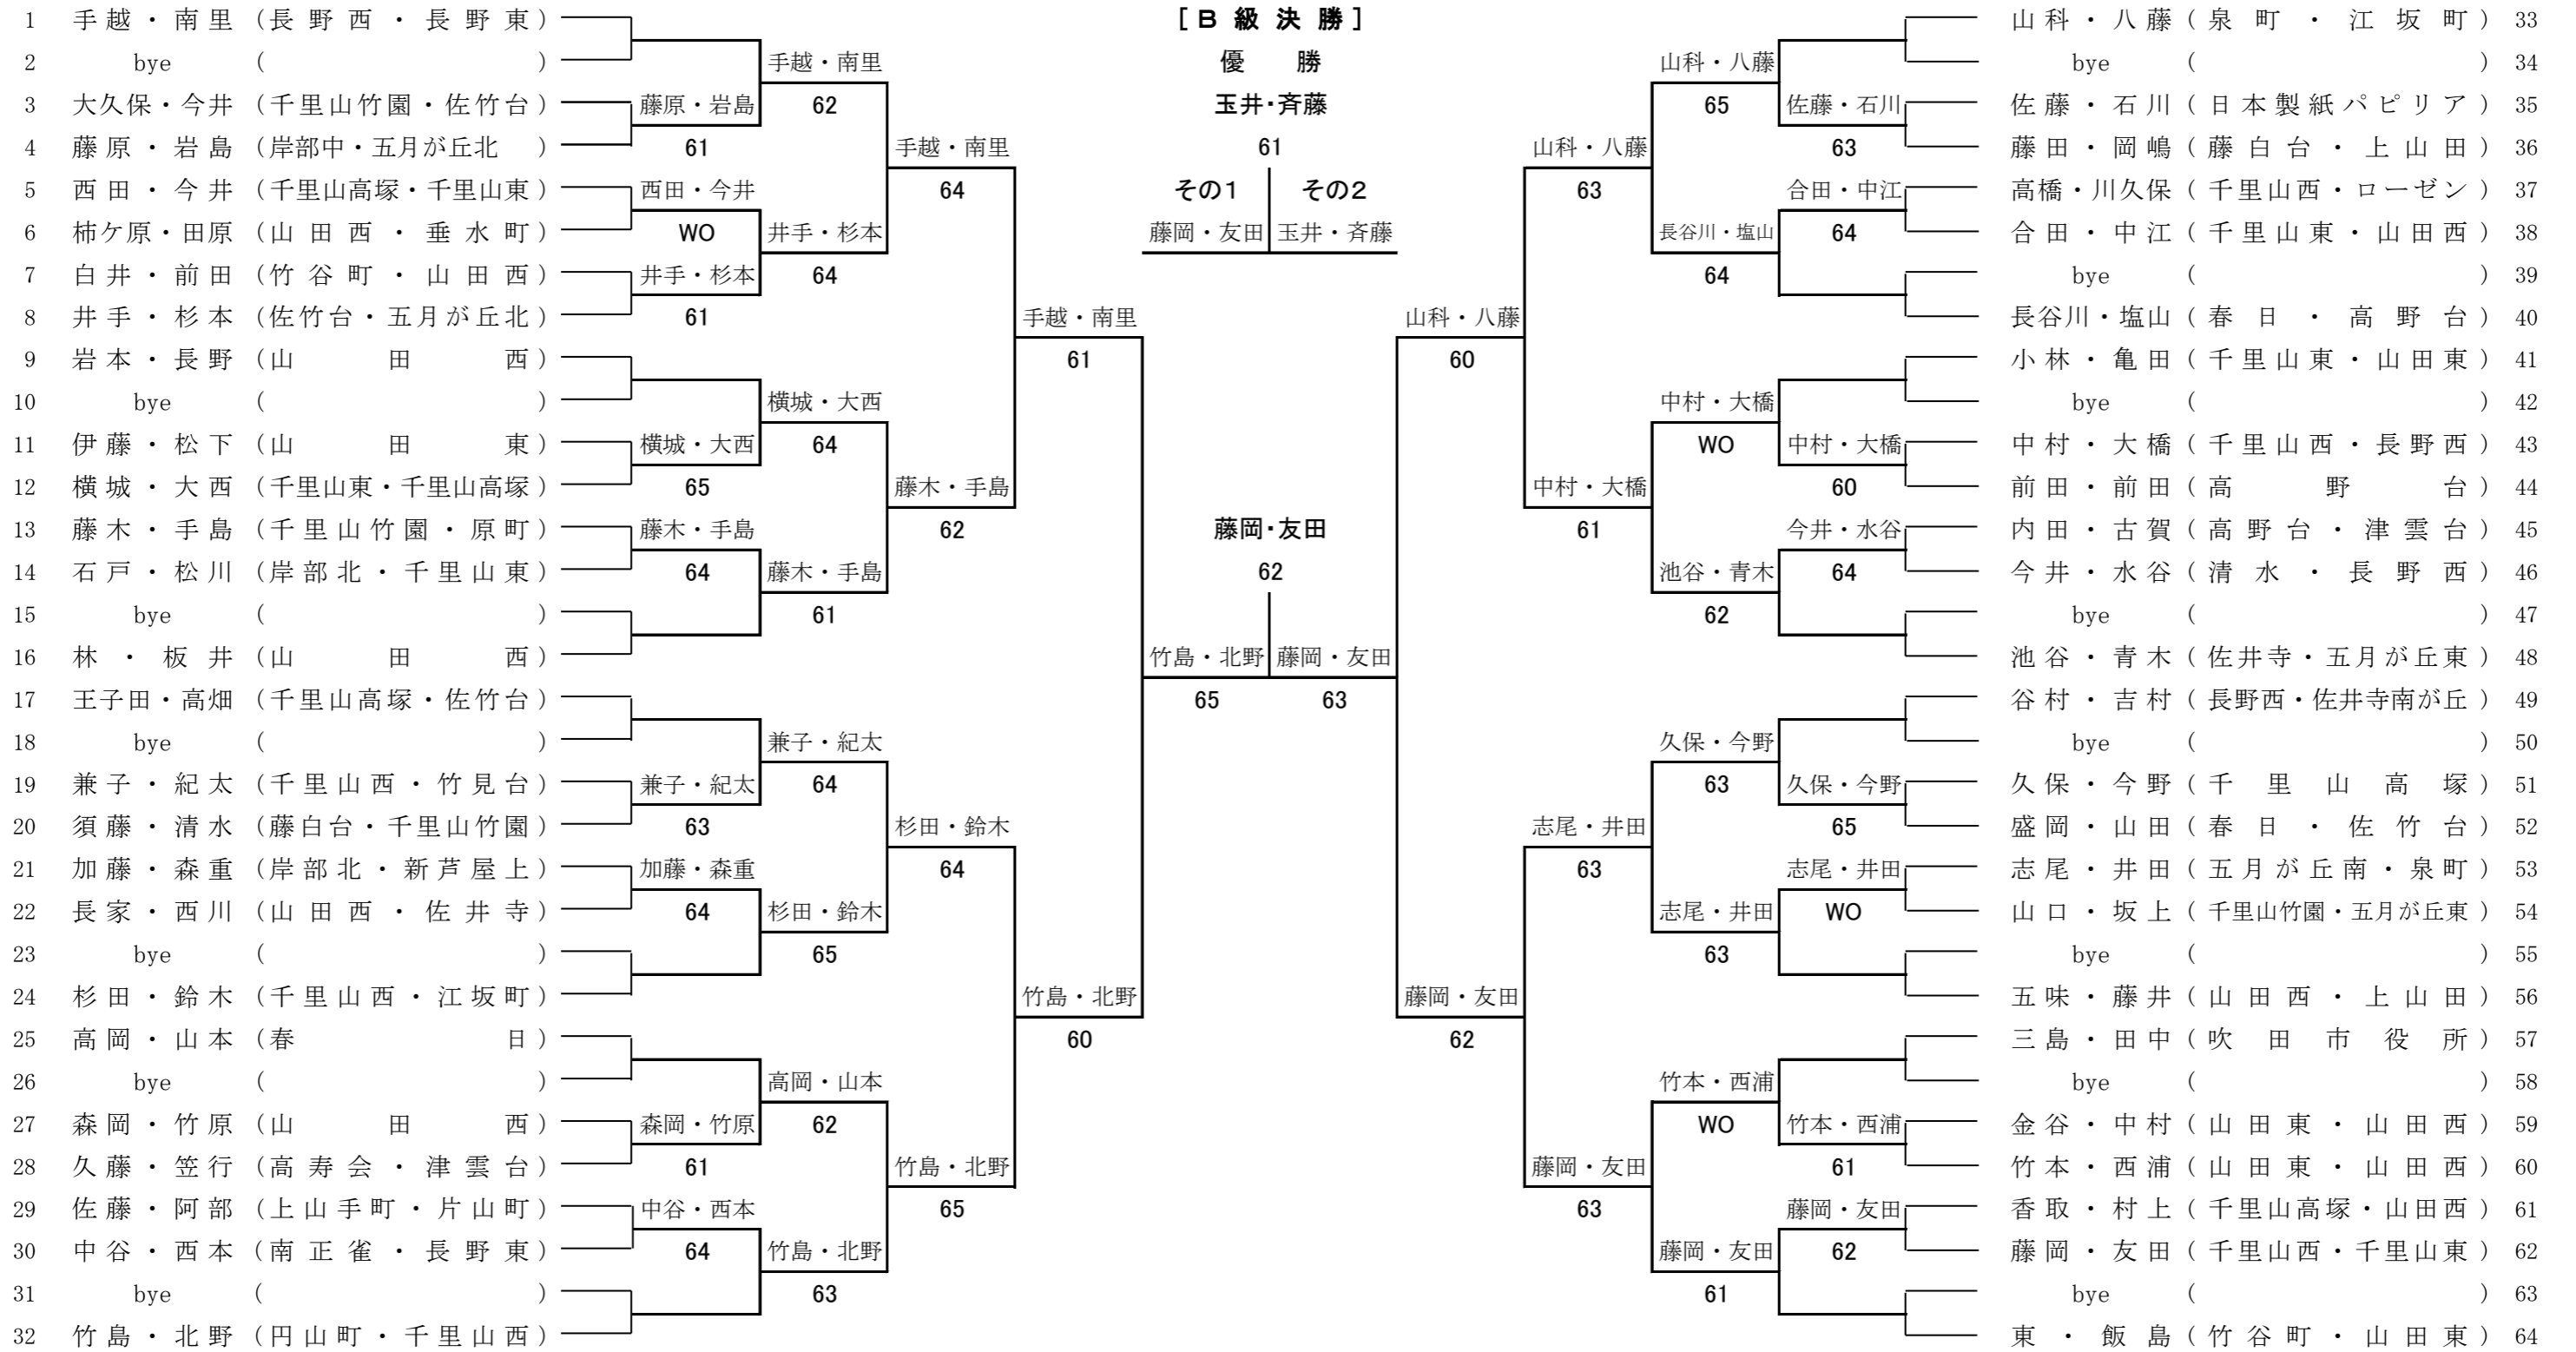 [ B 級 決 勝 ]
優 勝
玉井・斉藤
61
その1 その2
藤岡・友田 玉井・斉藤
1 手越・南里 (長野西・長野東)
2 bye ( )
3 大久保・今井 (千里山竹園・佐竹台)
4 藤原・岩島 (岸部中・五月が丘北 )
5 西田・今井 (千里山高塚・千里山東)
6 柿ケ原・田原 (山田西・垂水町)
7 白井・前田 (竹谷町・山田西)
8 井手・杉本 (佐竹台・五月が丘北)
9 岩本・長野 (山田西)
10 bye ( )
11 伊藤・松下 (山田東)
12 横城・大西 (千里山東・千里山高塚)
13 藤木・手島 (千里山竹園・原町)
14 石戸・松川 (岸部北・千里山東)
15 bye ( )
16 林・板井 (山田西)
17 王子田・高畑 (千里山高塚・佐竹台)
18 bye ( )
19 兼子・紀太 (千里山西・竹見台)
20 須藤・清水 (藤白台・千里山竹園)
21 加藤・森重 (岸部北・新芦屋上)
22 長家・西川 (山田西・佐井寺)
23 bye ( )
24 杉田・鈴木 (千里山西・江坂町)
25 高岡・山本 (春日)
26 bye ( )
27 森岡・竹原 (山田西)
28 久藤・笠行 (高寿会・津雲台)
29 佐藤・阿部 (上山手町・片山町)
30 中谷・西本 (南正雀・長野東)
31 bye ( )
32 竹島・北野 (円山町・千里山西)
藤原・岩島
61
西田・今井
WO
井手・杉本
61
横城・大西
65
藤木・手島
64
兼子・紀太
63
加藤・森重
64
森岡・竹原
61
中谷・西本
64
手越・南里
62
井手・杉本
64
横城・大西
64
藤木・手島
61
兼子・紀太
64
杉田・鈴木
65
高岡・山本
62
竹島・北野
63
手越・南里
64
藤木・手島
62
杉田・鈴木
64
竹島・北野
65
手越・南里
61
竹島・北野
60
藤岡・友田
62
竹島・北野 藤岡・友田
65 63
山科・八藤
60
藤岡・友田
62
山科・八藤
63
中村・大橋
61
志尾・井田
63
藤岡・友田
63
山科・八藤
65
長谷川・塩山
64
中村・大橋
WO
池谷・青木
62
久保・今野
63
志尾・井田
63
竹本・西浦
WO
藤岡・友田
61
佐藤・石川
63
合田・中江
64
中村・大橋
60
今井・水谷
64
久保・今野
65
志尾・井田
WO
竹本・西浦
61
藤岡・友田
62
山科・八藤 (泉町・江坂町) 33
bye ( ) 34
佐藤・石川 (日本製紙パピリア) 35
藤田・岡嶋 (藤白台・上山田) 36
高橋・川久保 (千里山西・ローゼン) 37
合田・中江 (千里山東・山田西) 38
bye ( ) 39
長谷川・塩山 (春日・高野台) 40
小林・亀田 (千里山東・山田東) 41
bye ( ) 42
中村・大橋 (千里山西・長野西) 43
前田・前田 (高野台) 44
内田・古賀 (高野台・津雲台) 45
今井・水谷 (清水・長野西) 46
bye ( ) 47
池谷・青木 (佐井寺・五月が丘東) 48
谷村・吉村 (長野西・佐井寺南が丘) 49
bye ( ) 50
久保・今野 (千里山高塚) 51
盛岡・山田 (春日・佐竹台) 52
志尾・井田 (五月が丘南・泉町) 53
山口・坂上 (千里山竹園・五月が丘東) 54
bye ( ) 55
五味・藤井 (山田西・上山田) 56
三島・田中 (吹田市役所) 57
bye ( ) 58
金谷・中村 (山田東・山田西) 59
竹本・西浦 (山田東・山田西) 60
香取・村上 (千里山高塚・山田西) 61
藤岡・友田 (千里山西・千里山東) 62
bye ( ) 63
東・飯島 (竹谷町・山田東) 64